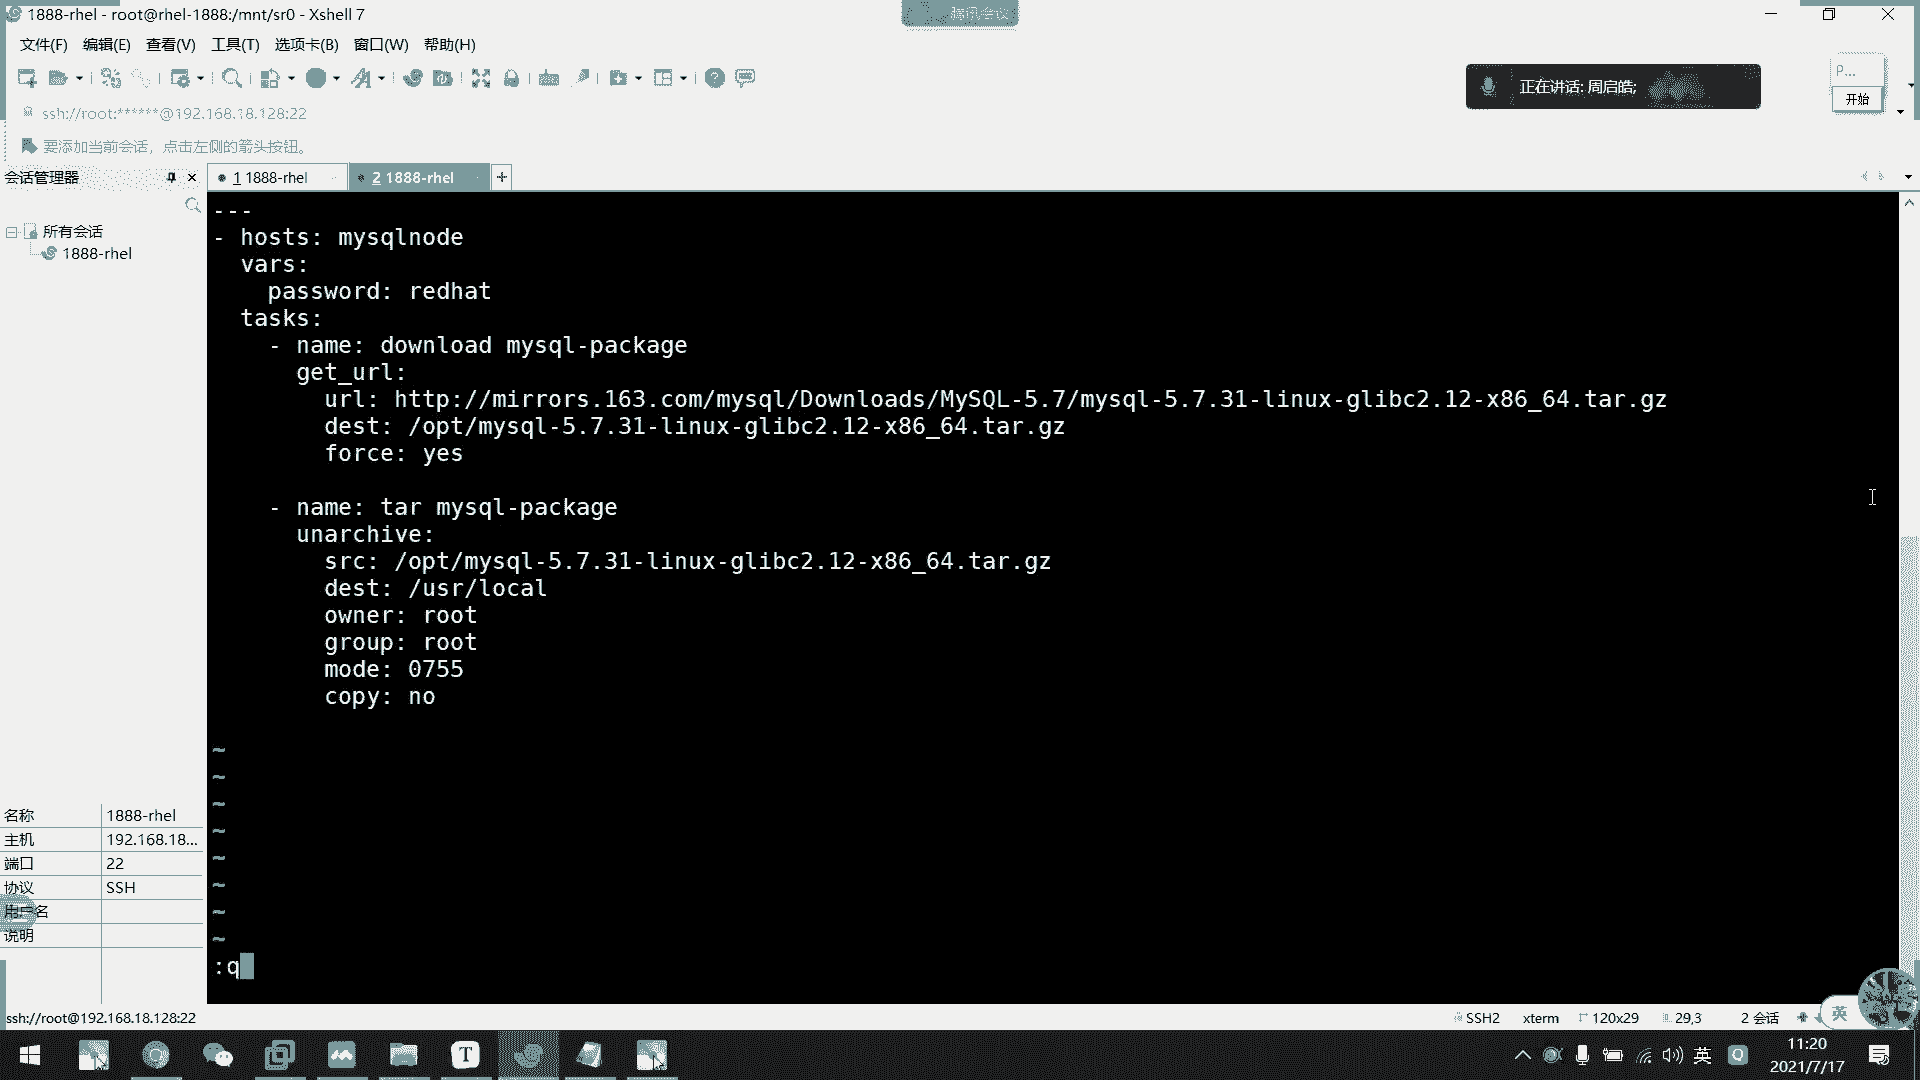 1888-rhel - root@rhel-1888:/mnt/sr0 - Xshell 7
腾讯会议
文件(F) 编辑(E) 查看(V) 工具(T) 选项卡(B) 窗口(W) 帮助(H)
正在讲话: 周启皓;
P...
开始
ssh://root:******@192.168.18.128:22
要添加当前会话，点击左侧的箭头按钮。
会话管理器
1 1888-rhel
2 1888-rhel
所有会话
1888-rhel
---
- hosts: mysqlnode
  vars:
    password: redhat
  tasks:
    - name: download mysql-package
      get_url:
        url: http://mirrors.163.com/mysql/Downloads/MySQL-5.7/mysql-5.7.31-linux-glibc2.12-x86_64.tar.gz
        dest: /opt/mysql-5.7.31-linux-glibc2.12-x86_64.tar.gz
        force: yes
    - name: tar mysql-package
      unarchive:
        src: /opt/mysql-5.7.31-linux-glibc2.12-x86_64.tar.gz
        dest: /usr/local
        owner: root
        group: root
        mode: 0755
        copy: no
~
~
~
~
~
~
~
~
:q
名称 1888-rhel
主机 192.168.18...
端口 22
协议 SSH
用户名
说明
ssh://root@192.168.18.128:22
SSH2 xterm 120x29 29,3 2 会话
英
英
11:20
2021/7/17